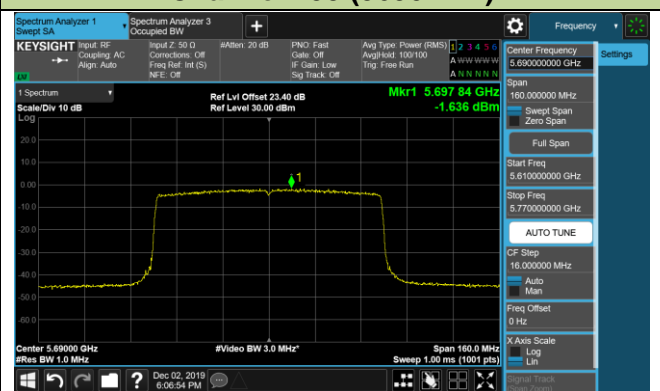 Spectrum Analyzer 1
Swept SA
Spectrum Analyzer 3
Occupied BW
+
Frequency
KEYSIGHT
Input: RF
Coupling: AC
Align: Auto
Input Z: 50 Ω
Corrections: Off
Freq Ref: Int (S)
NFE: Off
#Atten: 20 dB
PNO: Fast
Gate: Off
IF Gain: Low
Sig Track: Off
Avg Type: Power (RMS)
Avg|Hold: 100/100
Trig: Free Run
1 2 3 4 5 6
A W W W W W
A N N N N N
Center Frequency
5.690000000 GHz
Settings
Span
160.000000 MHz
Swept Span
Zero Span
Full Span
Start Freq
5.610000000 GHz
Stop Freq
5.770000000 GHz
AUTO TUNE
CF Step
16.000000 MHz
Auto
Man
Freq Offset
0 Hz
X Axis Scale
Log
Lin
Signal Track
(Span Zoom)
1 Spectrum
Scale/Div 10 dB
Log
Ref Lvl Offset 23.40 dB
Ref Level 30.00 dBm
Mkr1 5.697 84 GHz
-1.636 dBm
1
20.0
10.0
0.00
-10.0
-20.0
-30.0
-40.0
-50.0
-60.0
Center 5.69000 GHz
#Res BW 1.0 MHz
#Video BW 3.0 MHz*
Span 160.0 MHz
Sweep 1.00 ms (1001 pts)
?
Dec 02, 2019
6:06:54 PM